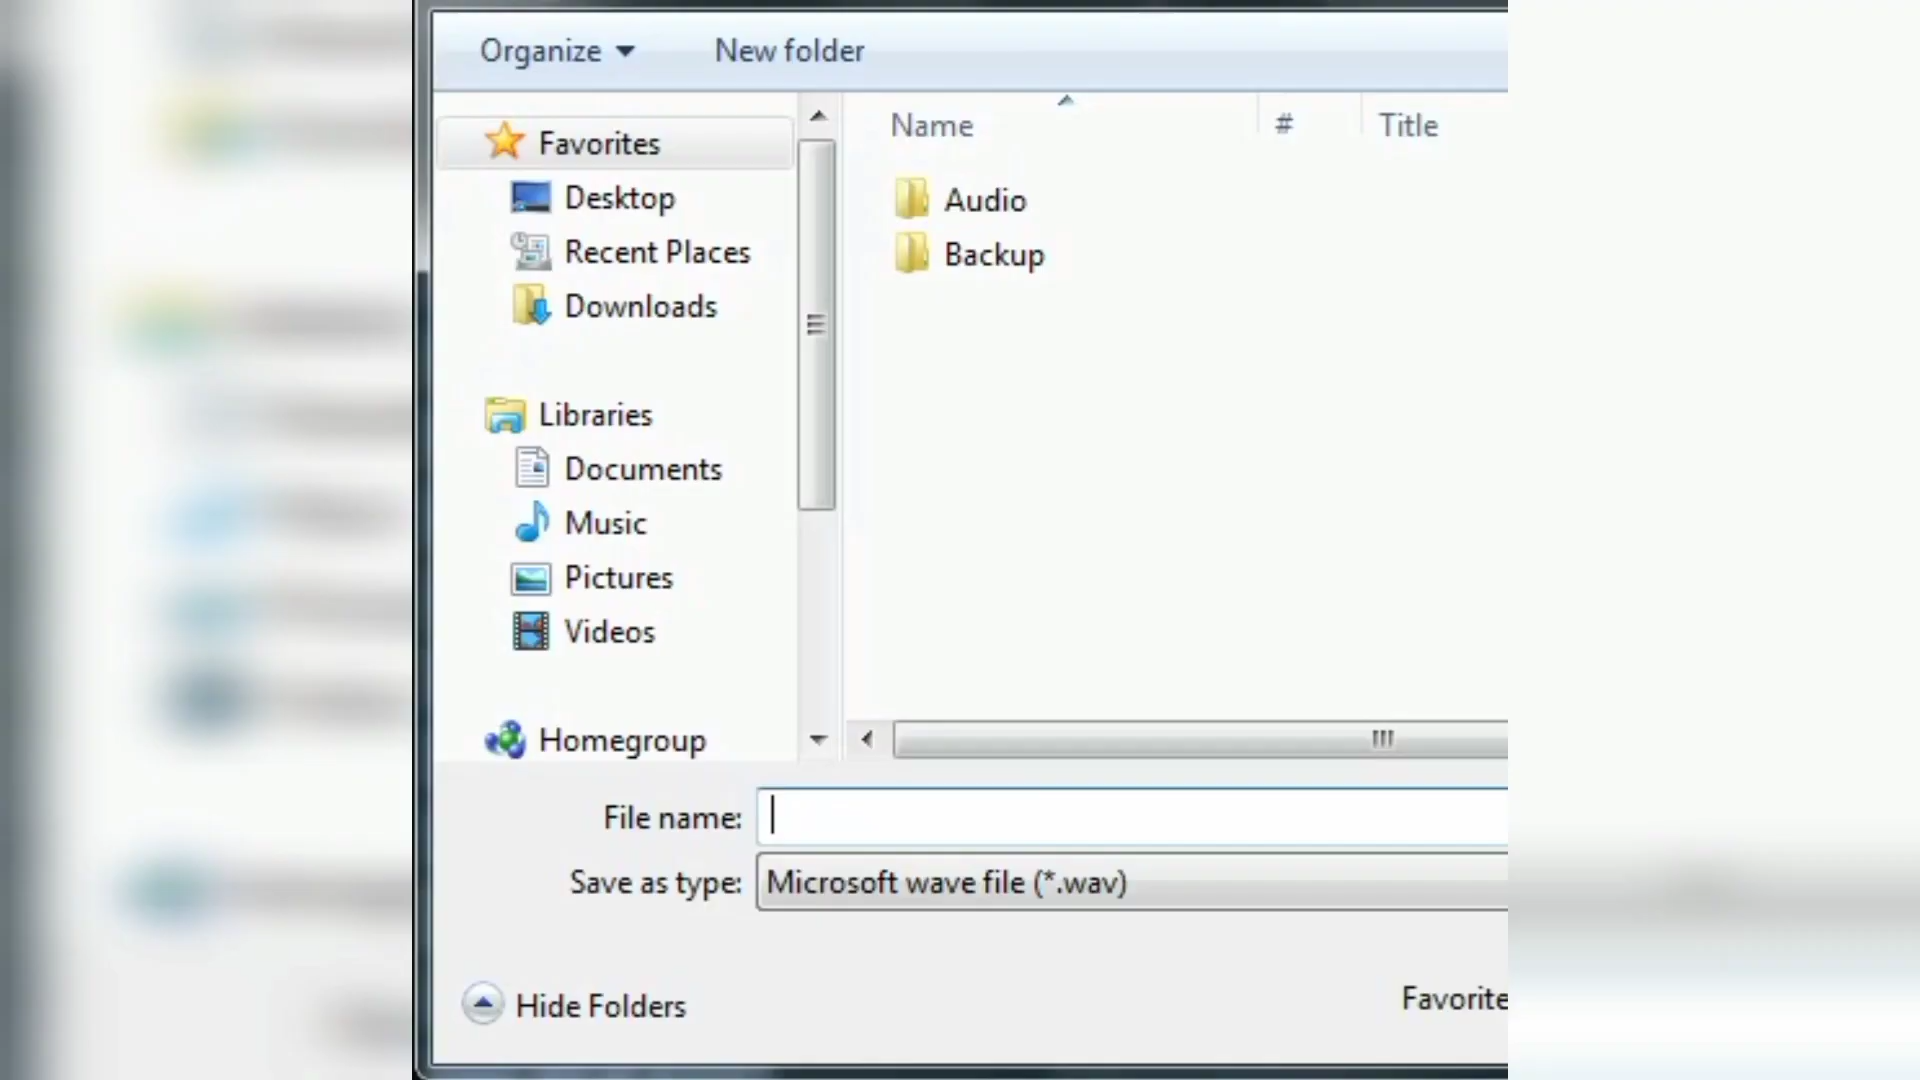 Organize New folder
Name # Title
Favorites
Desktop
Recent Places
Downloads
Libraries
Documents
Music
Pictures
Videos
Homegroup
Audio
Backup
File name:
Save as type: Microsoft wave file (*.wav)
Hide Folders
Favorite